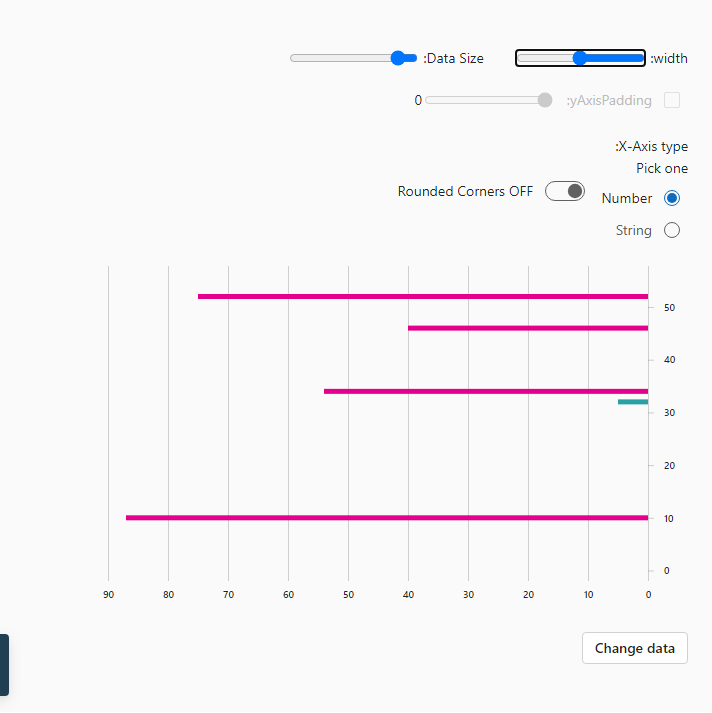 :width
:Data Size
:yAxisPadding
0
:X-Axis type
Pick one
Number
Rounded Corners OFF
String
50
40
30
20
10
0
90 80 70 60 50 40 30 20 10 0
Change data